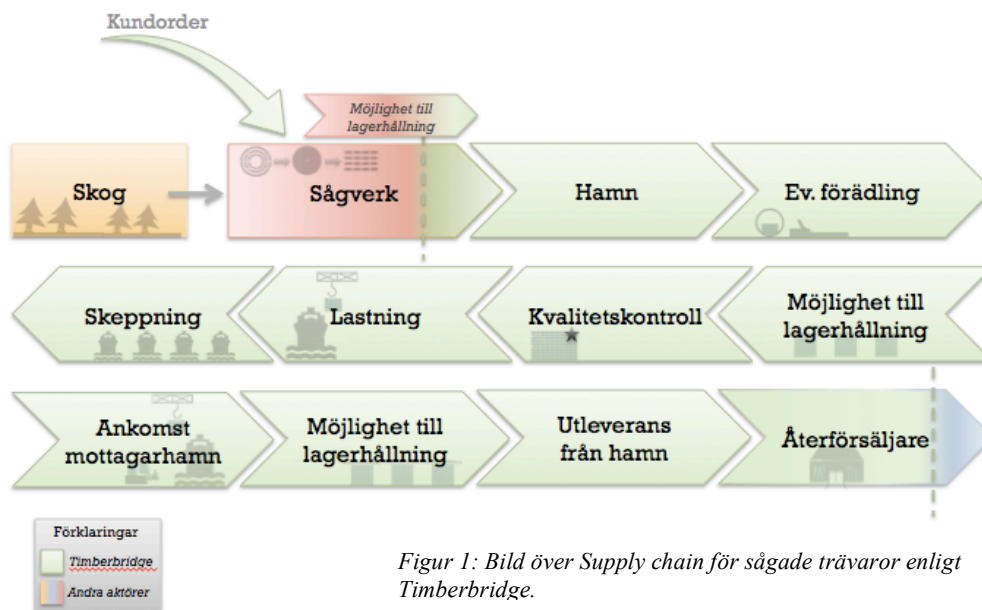 Kundorder
Möjlighet till
lagerhållning
Skog
Sågverk
Hamn
Ev. förädling
Skeppning
Lastning
Kvalitetskontroll
Möjlighet till
lagerhållning
Ankomst
mottagarhamn
Möjlighet till
lagerhållning
Utleverans
från hamn
Återförsäljare
Förklaringar
Timberbridge
Andra aktörer
Figur 1: Bild över Supply chain för sågade trävaror enligt
Timberbridge.